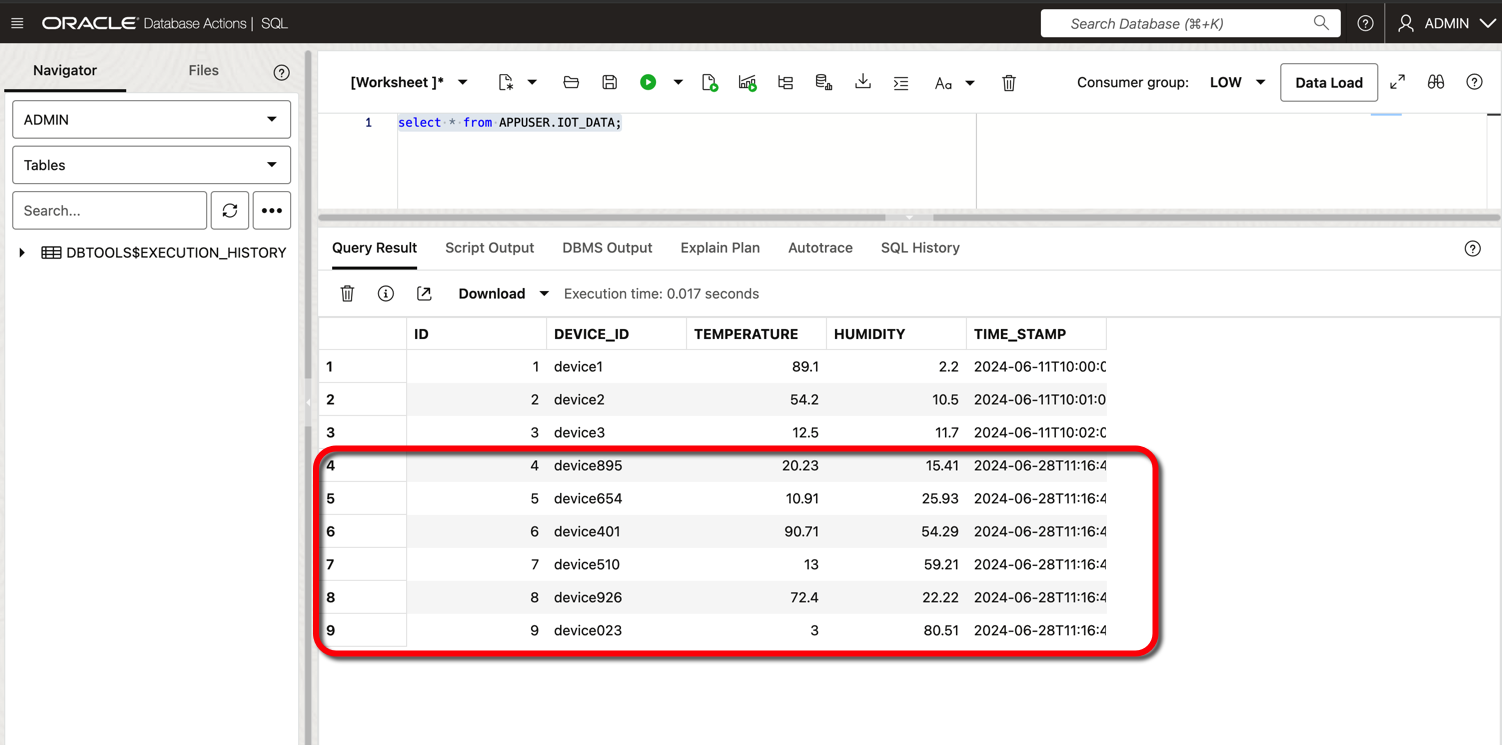 ORACLE Database Actions | SQL
Search Database (⌘+K)
ADMIN
Navigator
Files
ADMIN
Tables
Search...
DBTOOLS$EXECUTION_HISTORY
[Worksheet ]*
Aa
Consumer group: LOW
Data Load
1 select * from APPUSER.IOT_DATA;
Query Result Script Output DBMS Output Explain Plan Autotrace SQL History
Download Execution time: 0.017 seconds
ID DEVICE_ID TEMPERATURE HUMIDITY TIME_STAMP
1 1 device1 89.1 2.2 2024-06-11T10:00:0
2 2 device2 54.2 10.5 2024-06-11T10:01:0
3 3 device3 12.5 11.7 2024-06-11T10:02:0
4 4 device895 20.23 15.41 2024-06-28T11:16:4
5 5 device654 10.91 25.93 2024-06-28T11:16:4
6 6 device401 90.71 54.29 2024-06-28T11:16:4
7 7 device510 13 59.21 2024-06-28T11:16:4
8 8 device926 72.4 22.22 2024-06-28T11:16:4
9 9 device023 3 80.51 2024-06-28T11:16:4